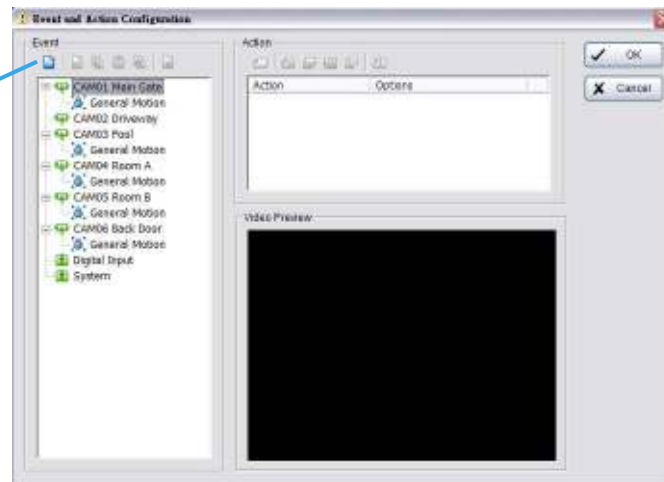 Event and Action Configuration
Event
CAM01 Main Gate
General Motion
CAM02 Driveway
CAM03 Pool
General Motion
CAM04 Room A
General Motion
CAM05 Room B
General Motion
CAM06 Back Door
General Motion
Digital Input
System
Action
Action Options
Video Preview
OK
Cancel